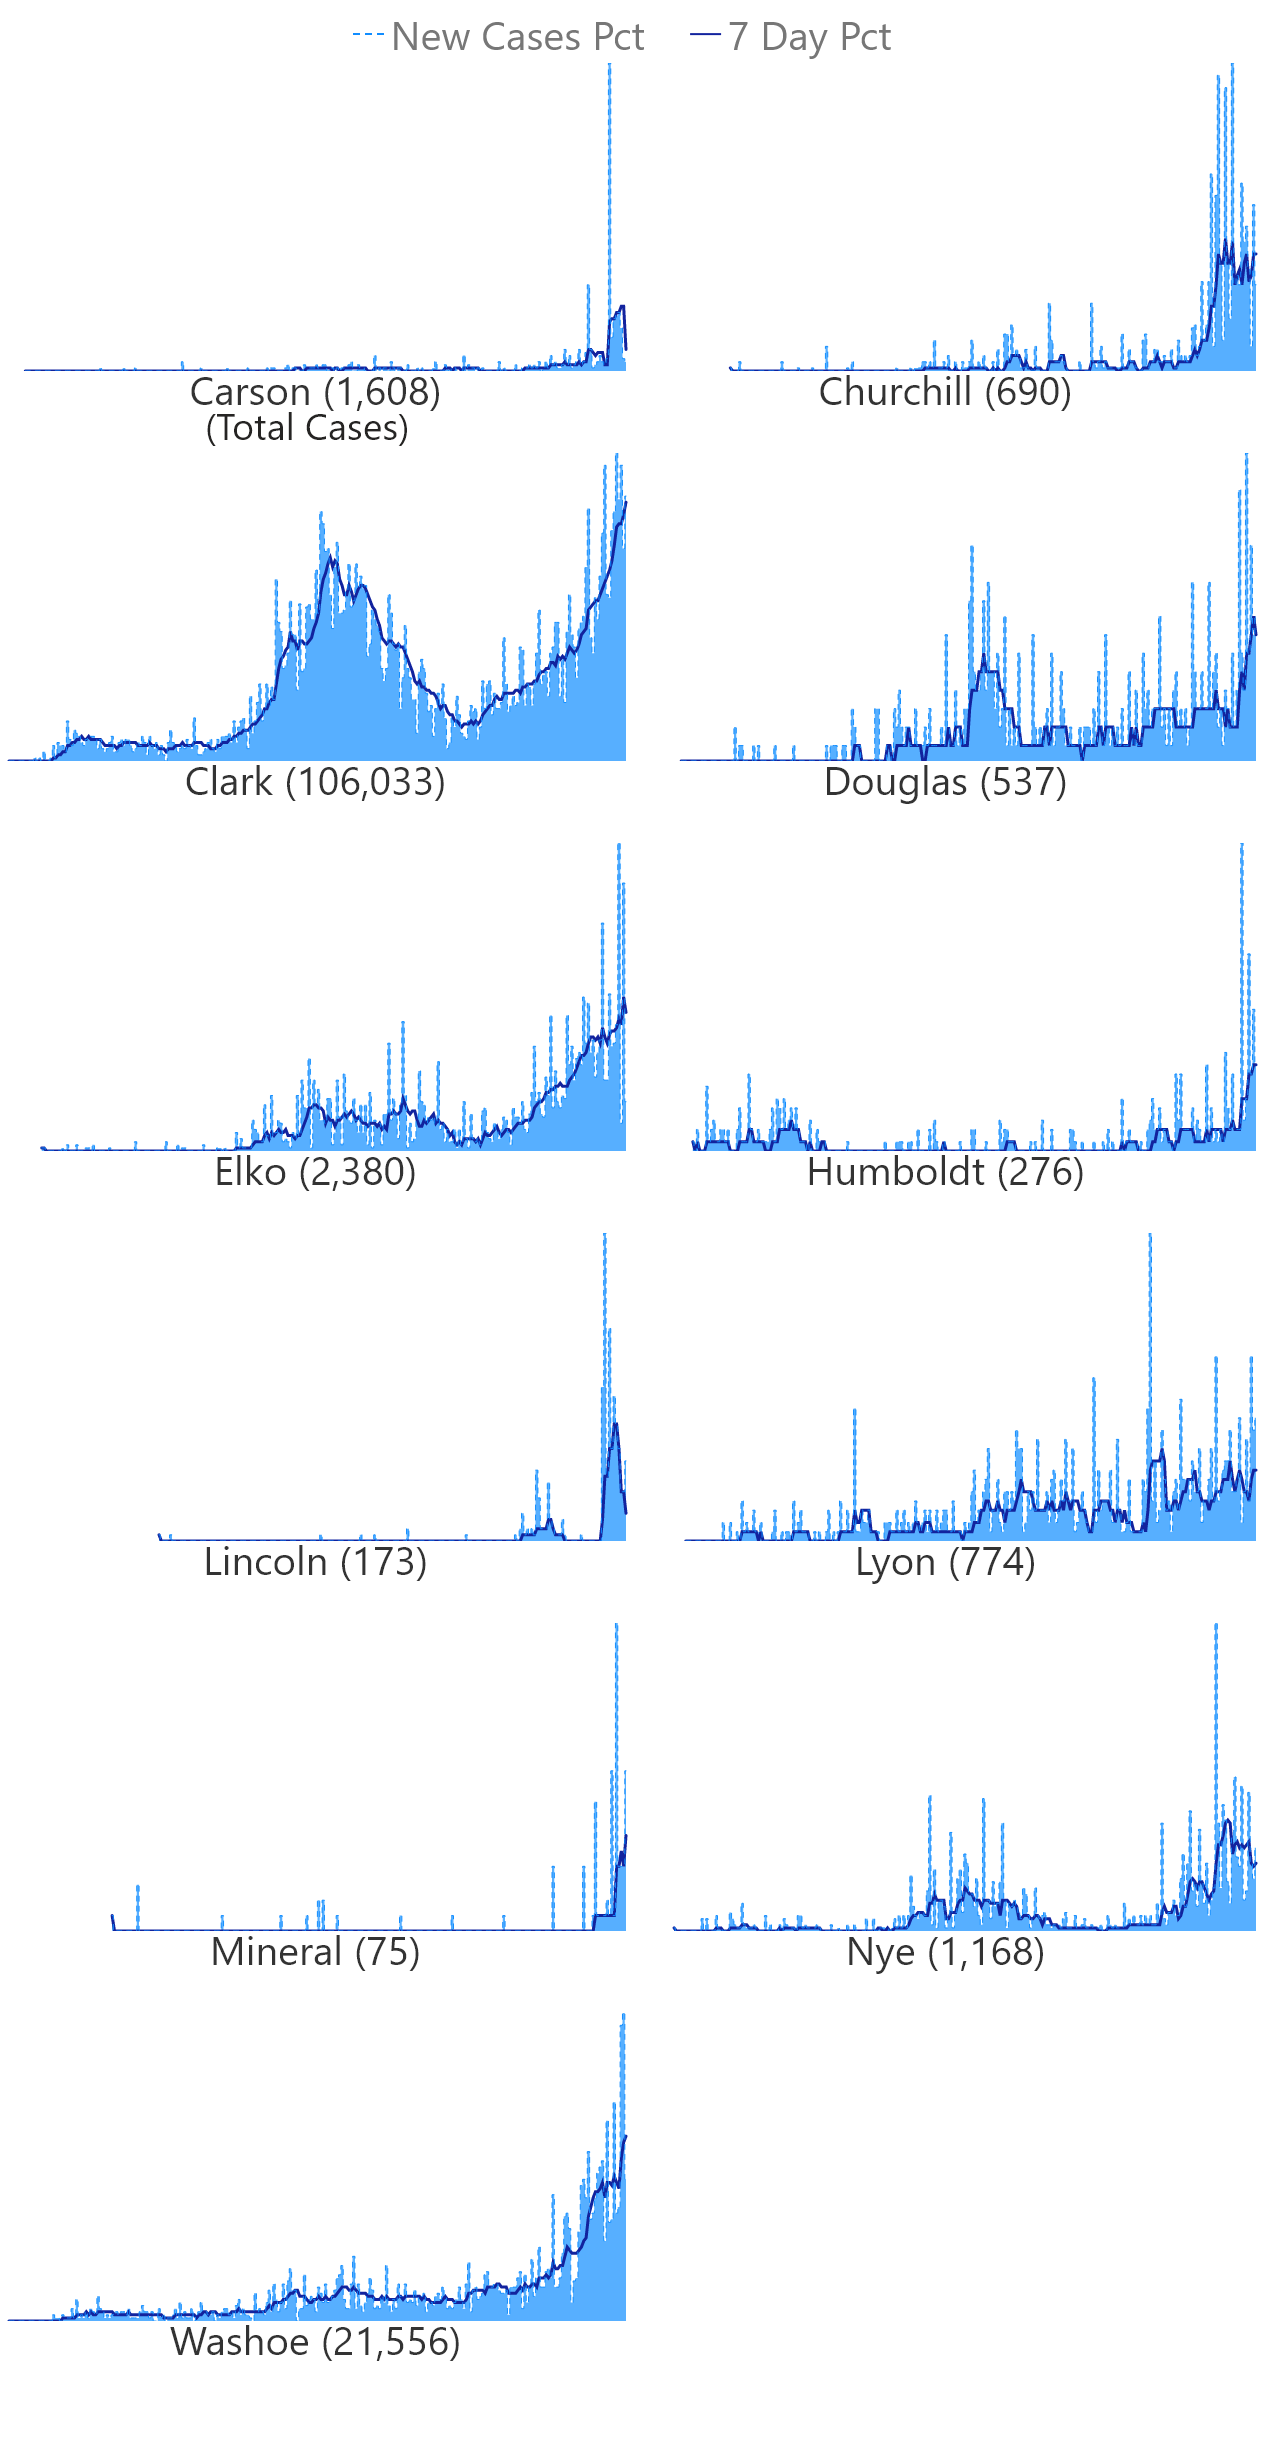 New Cases Pct 7 Day Pct
Carson (1,608) Churchill (690)
(Total Cases)
Clark (106,033) Douglas (537)
Elko (2,380) Humboldt (276)
Lincoln (173) Lyon (774)
Mineral (75) Nye (1,168)
Washoe (21,556)